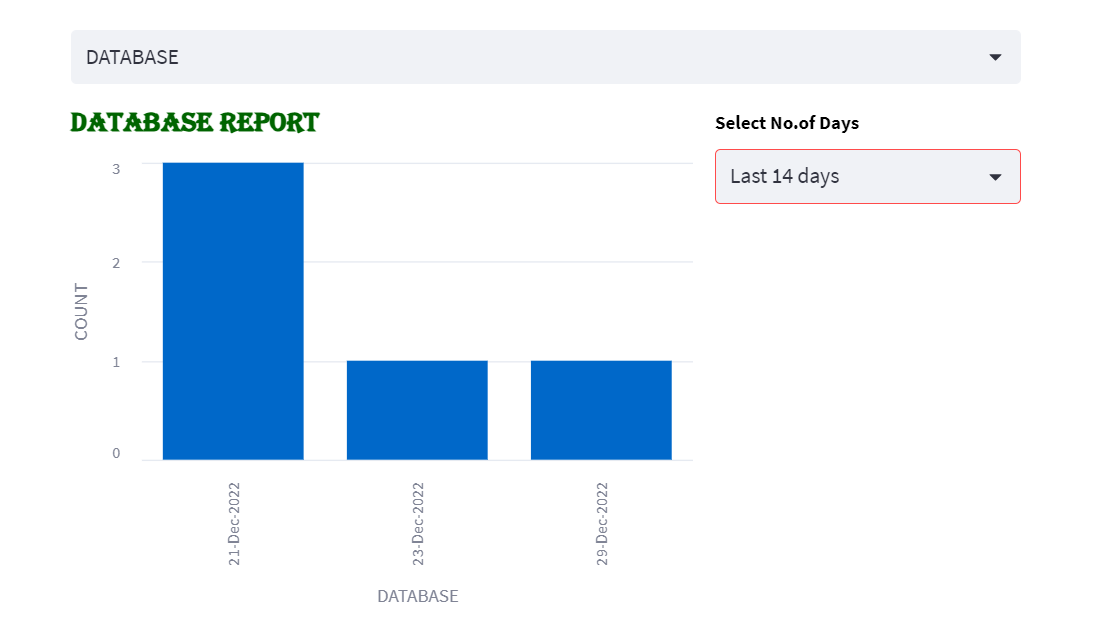 DATABASE
DATABASE REPORT
Select No.of Days
Last 14 days
3
2
1
0
COUNT
21-Dec-2022
23-Dec-2022
29-Dec-2022
DATABASE